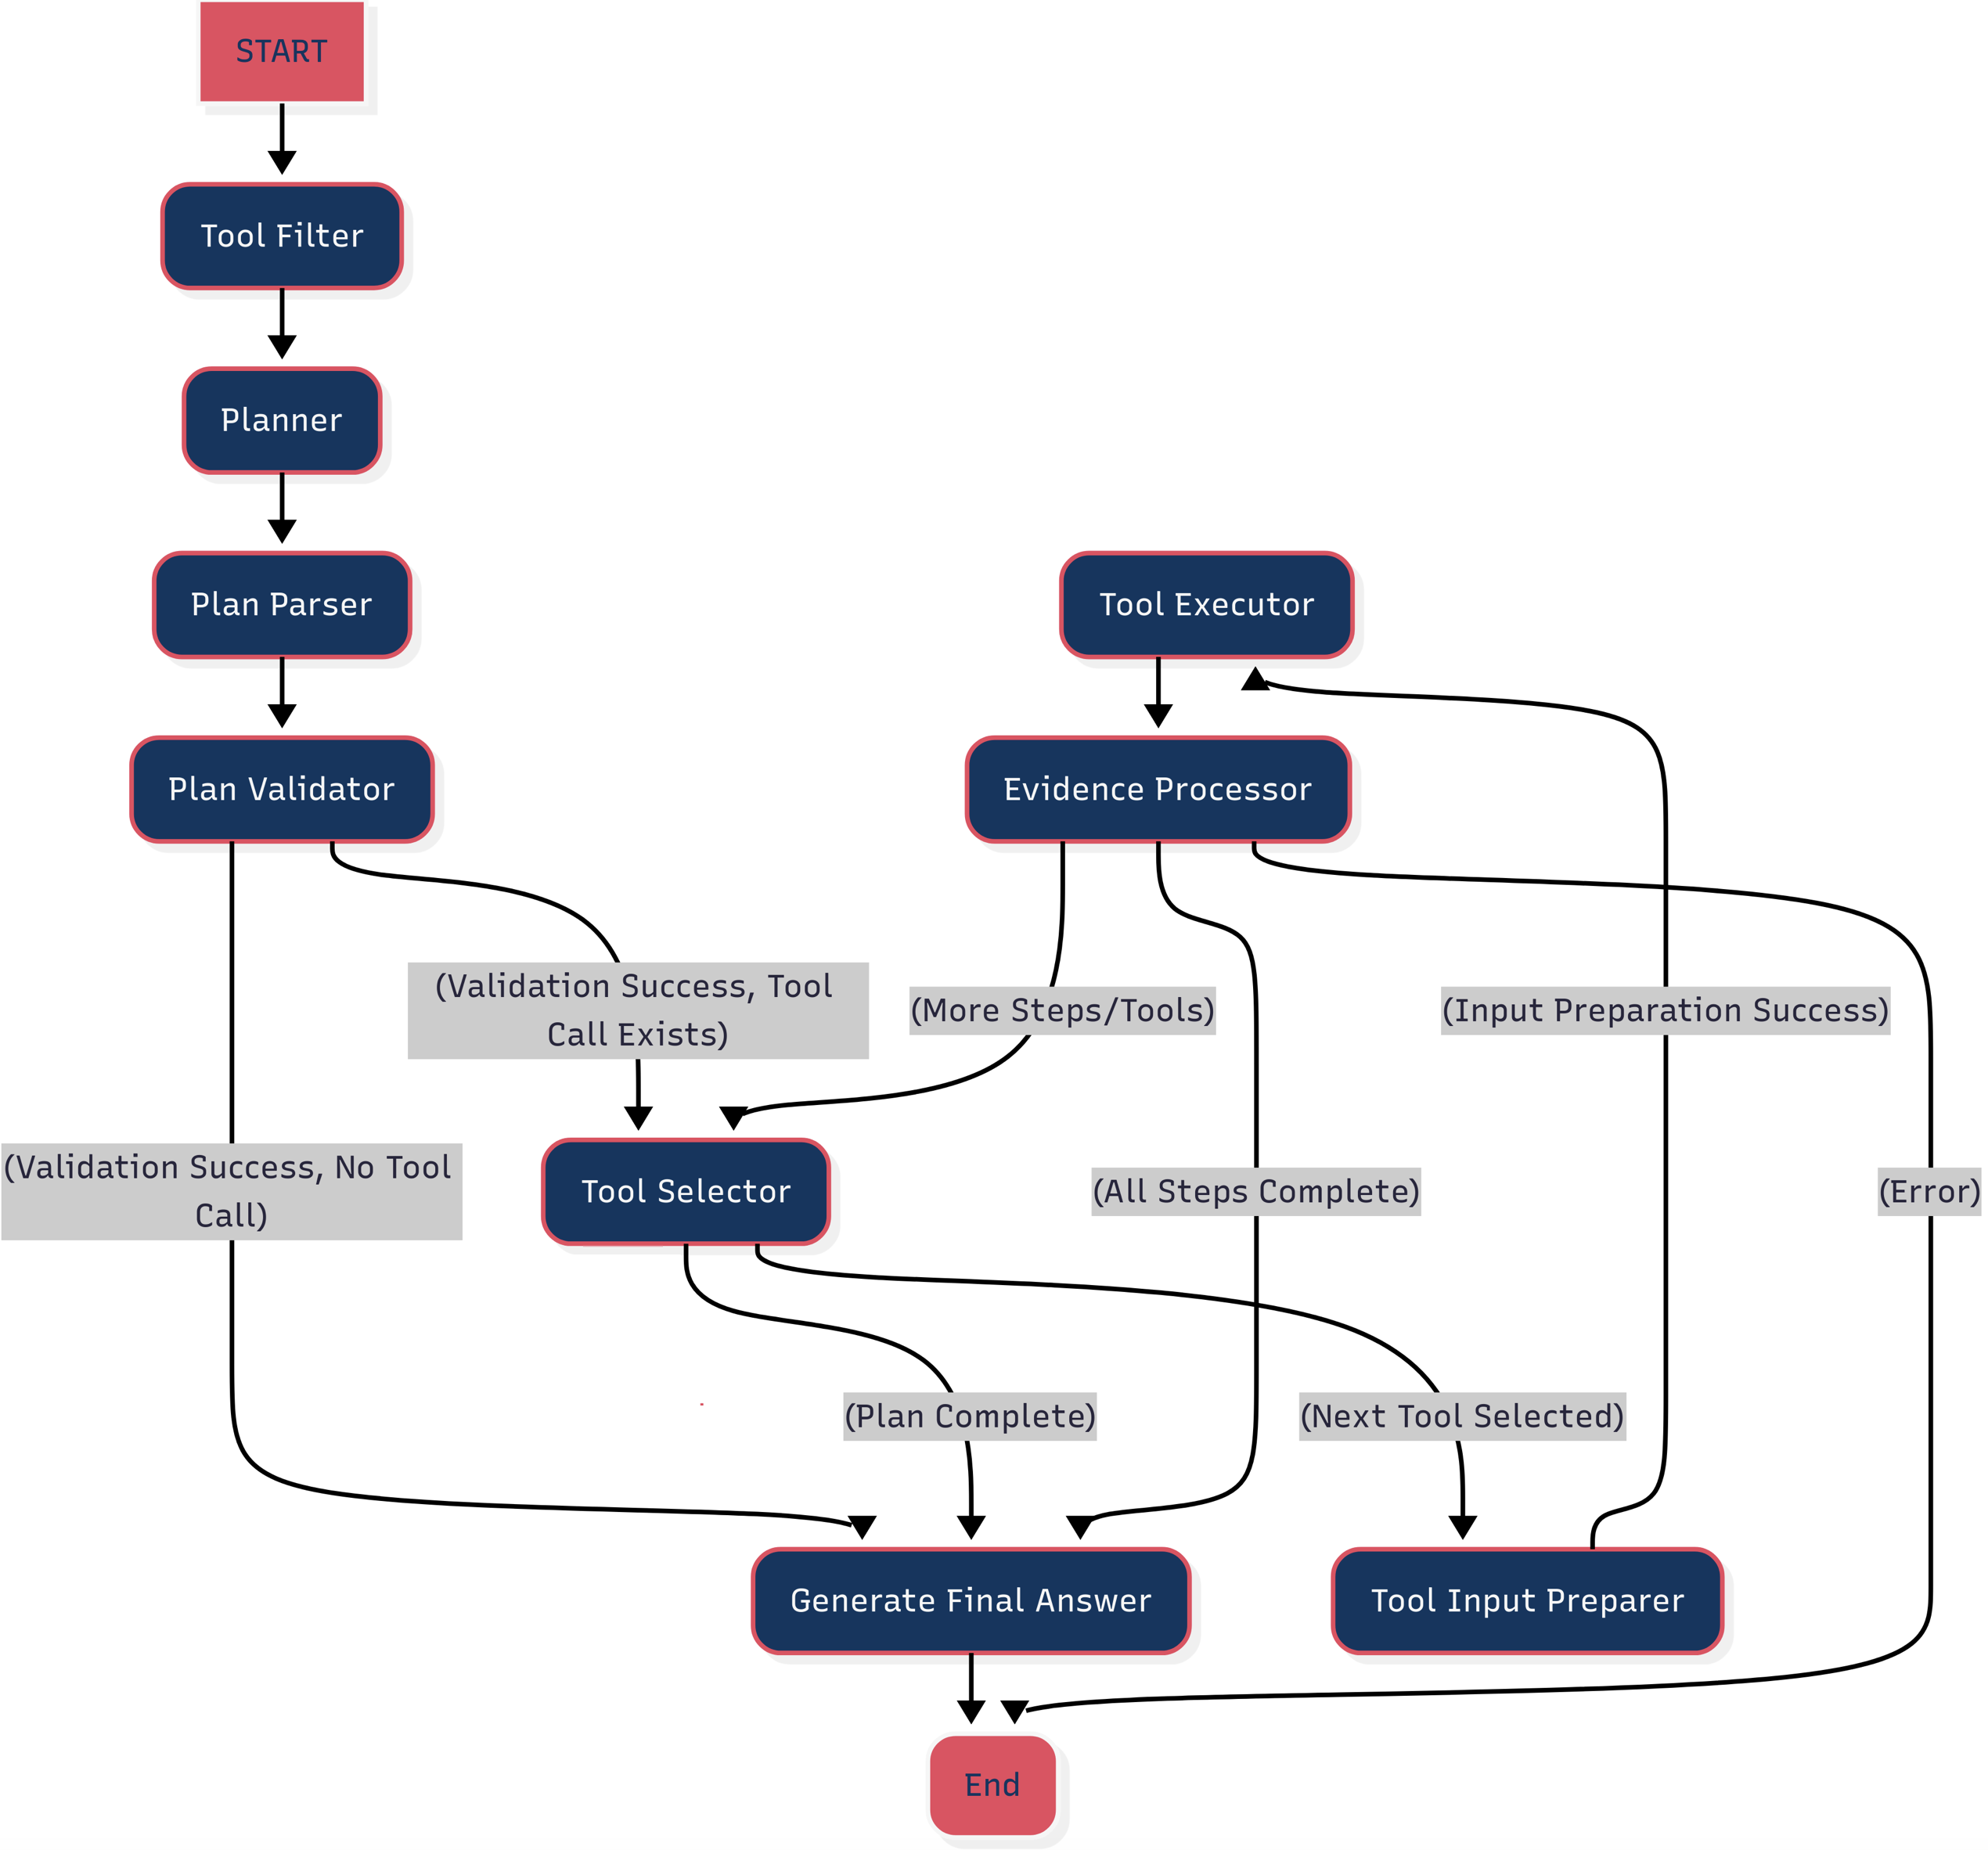 START
Tool Filter
Planner
Plan Parser
Tool Executor
Plan Validator
Evidence Processor
(Validation Success, Tool
Call Exists)
(More Steps/Tools)
(Input Preparation Success)
(Validation Success, No Tool
Call)
Tool Selector
(All Steps Complete)
(Error)
(Plan Complete)
(Next Tool Selected)
Generate Final Answer
Tool Input Preparer
End